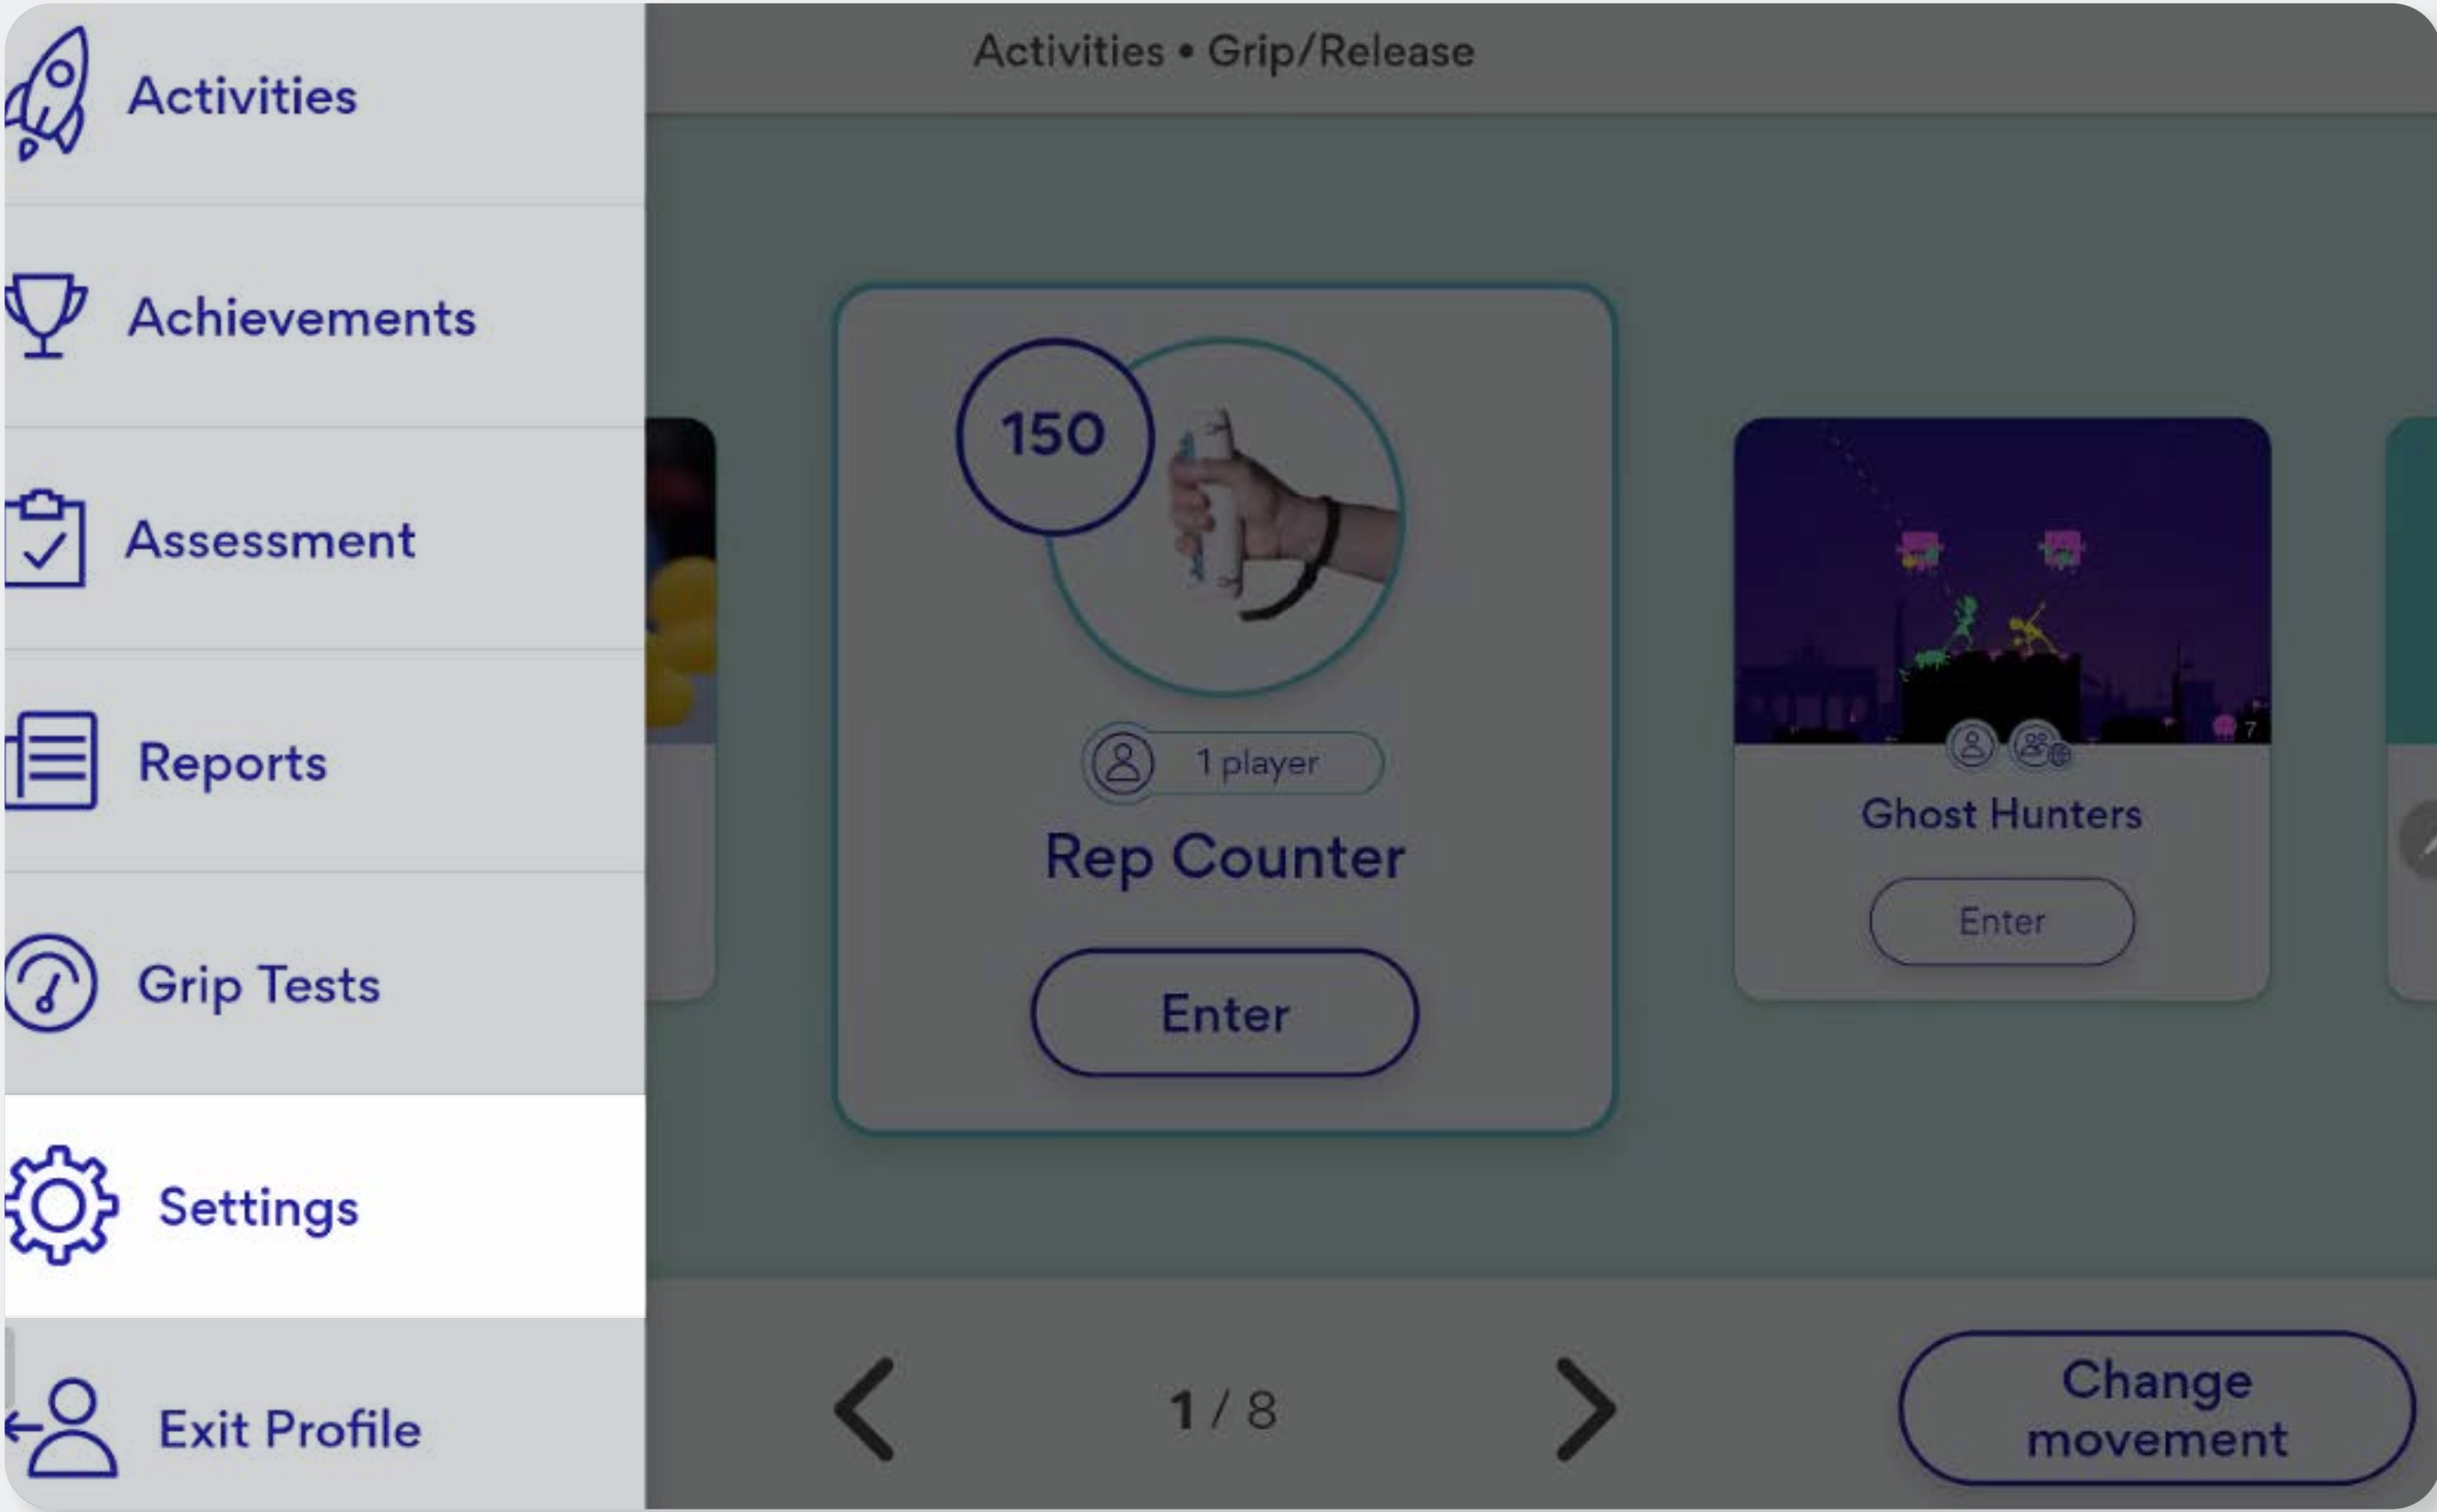 Activities
Achievements
Assessment
Reports
Grip Tests
Settings
Exit Profile
Activities • Grip/Release
150
1 player
Rep Counter
Enter
7
Ghost Hunters
Enter
1 / 8
Change
movement